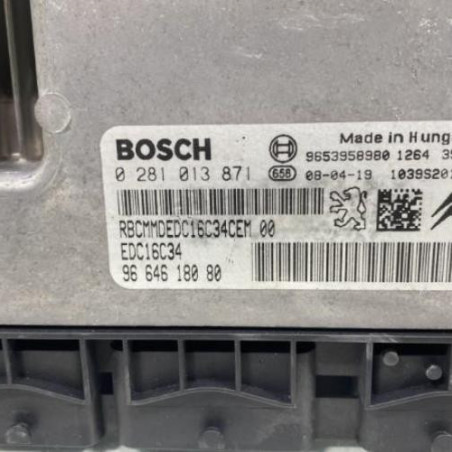 BOSCH
Made in Hung
9653958980 1264
0 281 013 871
658 08-04-19
RBCMMDEDC16C34CEM 00
EDC16C34
96 646 180 80